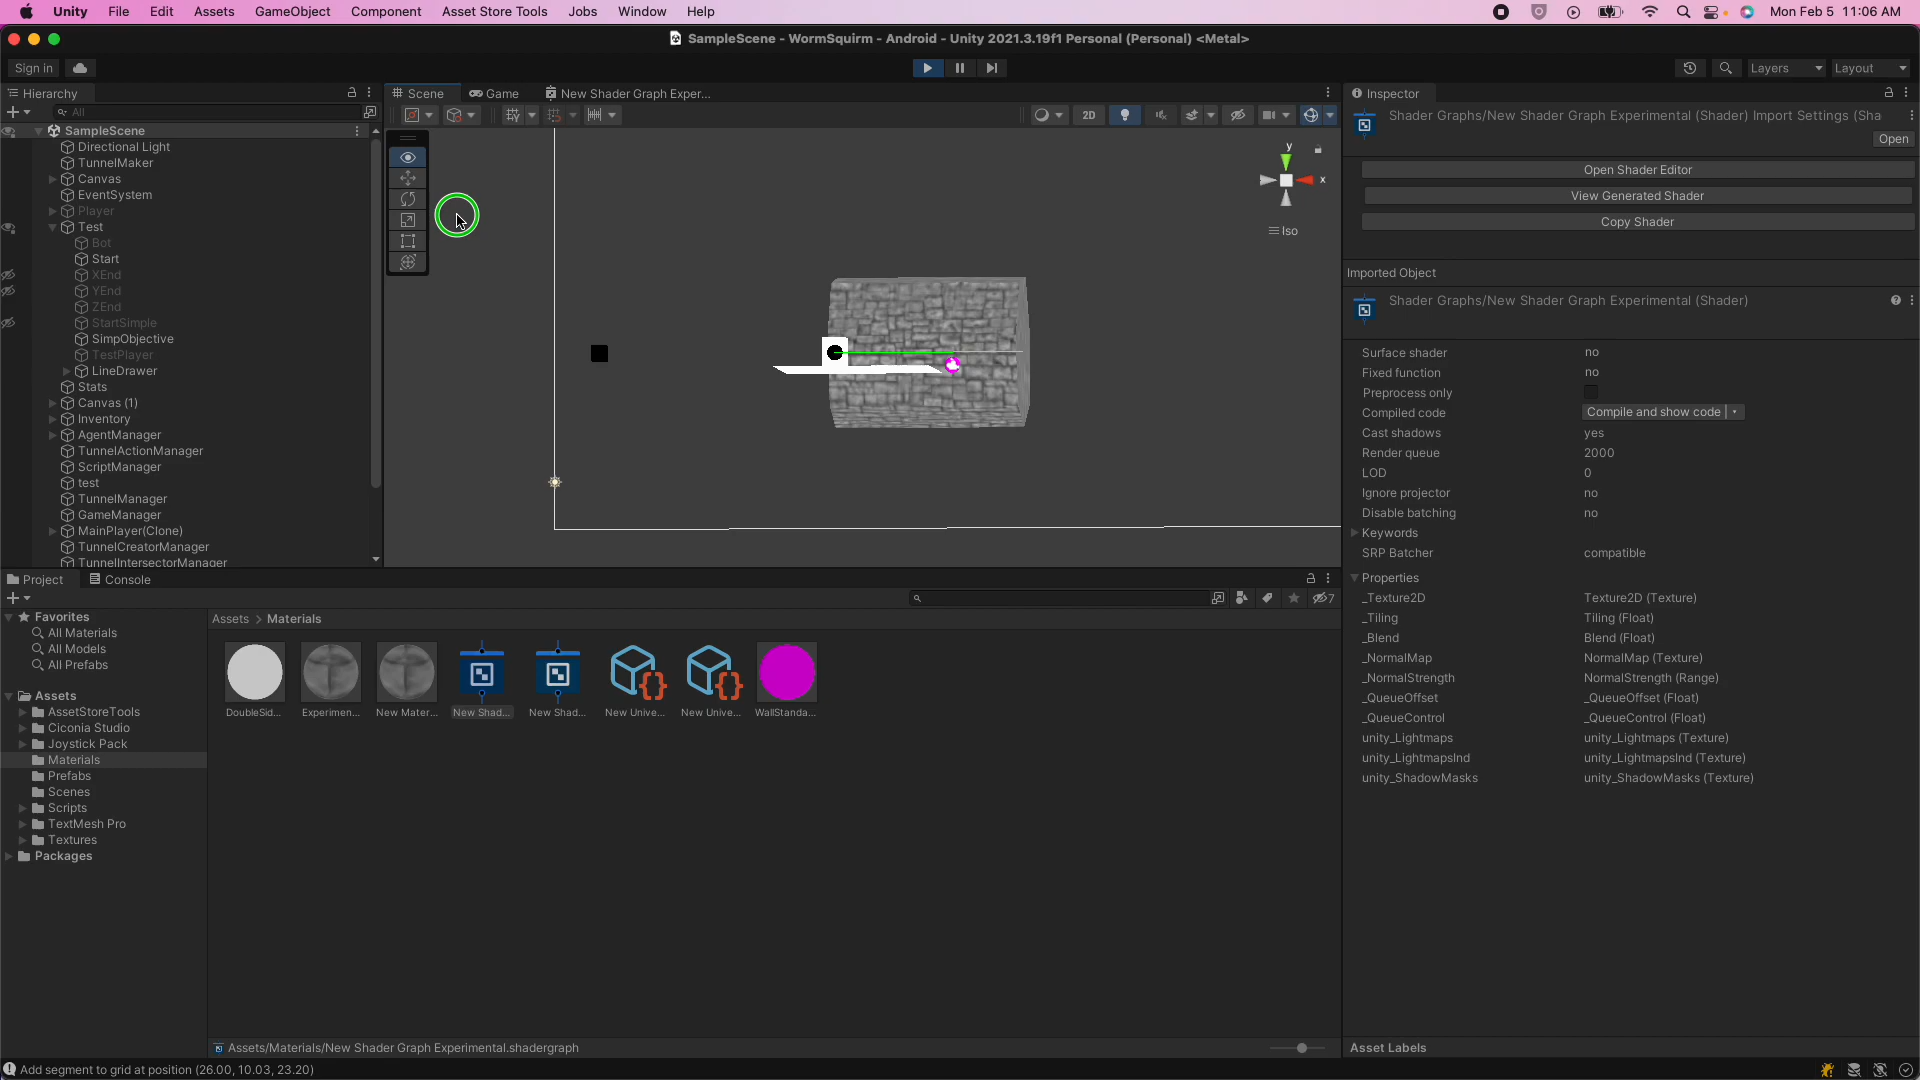 Unity File Edit Assets GameObject Component Asset Store Tools Jobs Window Help Mon Feb 5 11:06 AM
SampleScene - WormSquirm - Android - Unity 2021.3.19f1 Personal (Personal) <Metal>
Sign in Layers Layout
Hierarchy
All
SampleScene
Directional Light
TunnelMaker
Canvas
EventSystem
Player
Test
Bot
Start
XEnd
YEnd
ZEnd
StartSimple
SimpObjective
TestPlayer
LineDrawer
Stats
Canvas (1)
Inventory
AgentManager
TunnelActionManager
ScriptManager
test
TunnelManager
GameManager
MainPlayer(Clone)
TunnelCreatorManager
TunnelIntersectorManager
Scene Game New Shader Graph Exper...
2D
y
x
Iso
Inspector
Shader Graphs/New Shader Graph Experimental (Shader) Import Settings (Sha
Open
Open Shader Editor
View Generated Shader
Copy Shader
Imported Object
Shader Graphs/New Shader Graph Experimental (Shader)
Surface shader no
Fixed function no
Preprocess only
Compiled code Compile and show code
Cast shadows yes
Render queue 2000
LOD 0
Ignore projector no
Disable batching no
Keywords
SRP Batcher compatible
Properties
_Texture2D Texture2D (Texture)
_Tiling Tiling (Float)
_Blend Blend (Float)
_NormalMap NormalMap (Texture)
_NormalStrength NormalStrength (Range)
_QueueOffset _QueueOffset (Float)
_QueueControl _QueueControl (Float)
unity_Lightmaps unity_Lightmaps (Texture)
unity_LightmapsInd unity_LightmapsInd (Texture)
unity_ShadowMasks unity_ShadowMasks (Texture)
Asset Labels
Project Console
7
Favorites
All Materials
All Models
All Prefabs
Assets
AssetStoreTools
Ciconia Studio
Joystick Pack
Materials
Prefabs
Scenes
Scripts
TextMesh Pro
Textures
Packages
Assets > Materials
DoubleSid... Experimen... New Mater... New Shad... New Shad... New Unive... New Unive... WallStanda...
Assets/Materials/New Shader Graph Experimental.shadergraph
Add segment to grid at position (26.00, 10.03, 23.20)